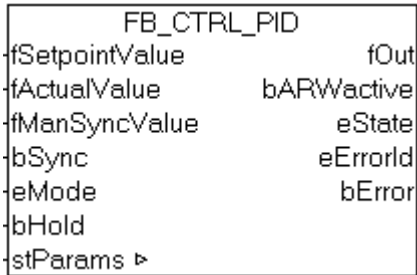 FB_CTRL_PID
fSetpointValue fOut
fActualValue bARWactive
fManSyncValue eState
bSync eErrorId
eMode bError
bHold
stParams ▹